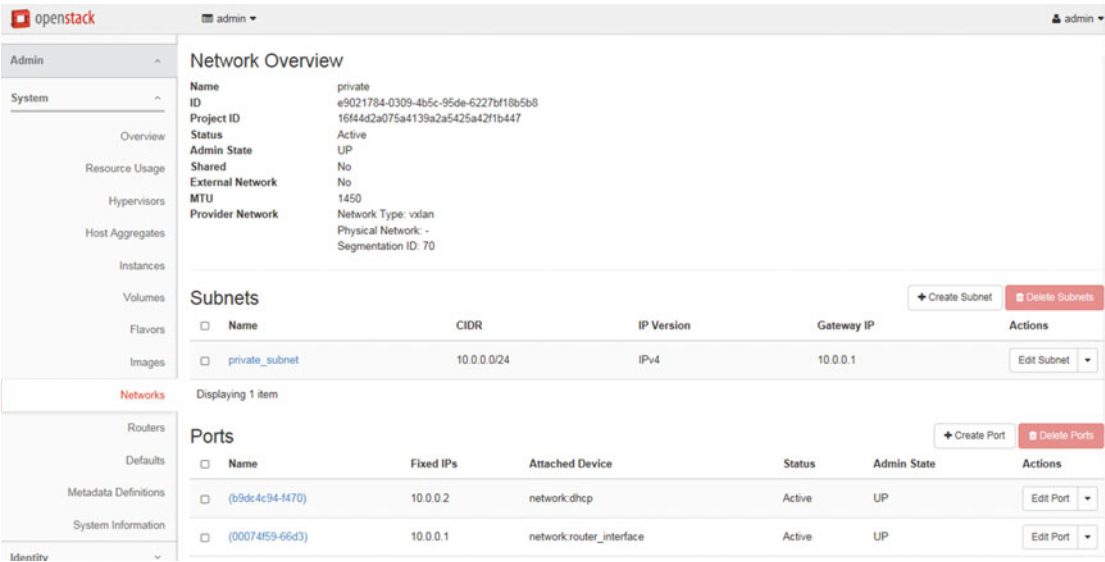 openstack admin admin
Admin
System
Overview
Resource Usage
Hypervisors
Host Aggregates
Instances
Volumes
Flavors
Images
Networks
Routers
Defaults
Metadata Definitions
System Information
Identity
Network Overview
Name private
ID e9021784-0309-4b5c-95de-6227bf18b5b8
Project ID 16f44d2a075a4139a2a5425a42f1b447
Status Active
Admin State UP
Shared No
External Network No
MTU 1450
Provider Network Network Type: vxlan
Physical Network: -
Segmentation ID: 70
Subnets + Create Subnet Delete Subnets
Name CIDR IP Version Gateway IP Actions
private_subnet 10.0.0.0/24 IPv4 10.0.0.1 Edit Subnet
Displaying 1 item
Ports + Create Port Delete Ports
Name Fixed IPs Attached Device Status Admin State Actions
(b9dc4c94-f470) 10.0.0.2 network:dhcp Active UP Edit Port
(00074f59-66d3) 10.0.0.1 network:router_interface Active UP Edit Port